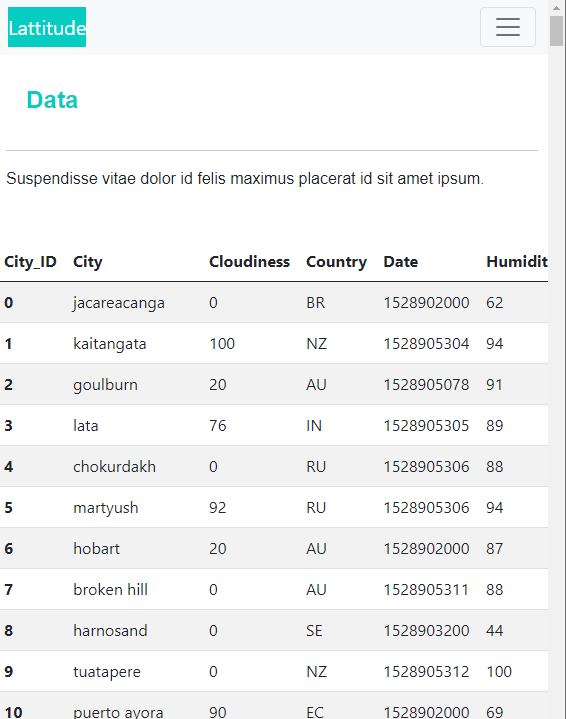 Lattitude
Data
Suspendisse vitae dolor id felis maximus placerat id sit amet ipsum.
City_ID City Cloudiness Country Date Humidit
0 jacareacanga 0 BR 1528902000 62
1 kaitangata 100 NZ 1528905304 94
2 goulburn 20 AU 1528905078 91
3 lata 76 IN 1528905305 89
4 chokurdakh 0 RU 1528905306 88
5 martyush 92 RU 1528905306 94
6 hobart 20 AU 1528902000 87
7 broken hill 0 AU 1528905311 88
8 harnosand 0 SE 1528903200 44
9 tuatapere 0 NZ 1528905312 100
10 puerto ayora 90 EC 1528902000 69